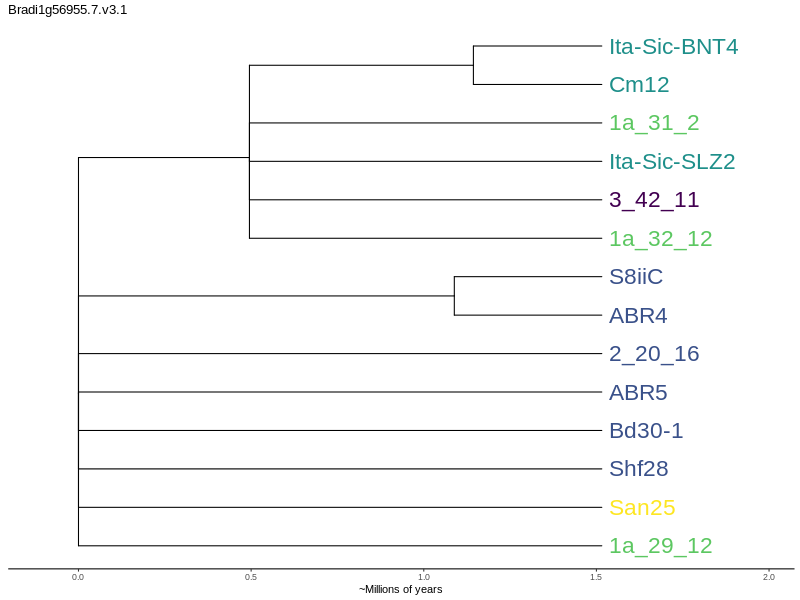 Bradi1g56955.7.v3.1
Ita-Sic-BNT4
Cm12
1a_31_2
Ita-Sic-SLZ2
3_42_11
1a_32_12
S8iiC
ABR4
2_20_16
ABR5
Bd30-1
Shf28
San25
1a_29_12
0.0 0.5 1.0 1.5 2.0
~Millions of years